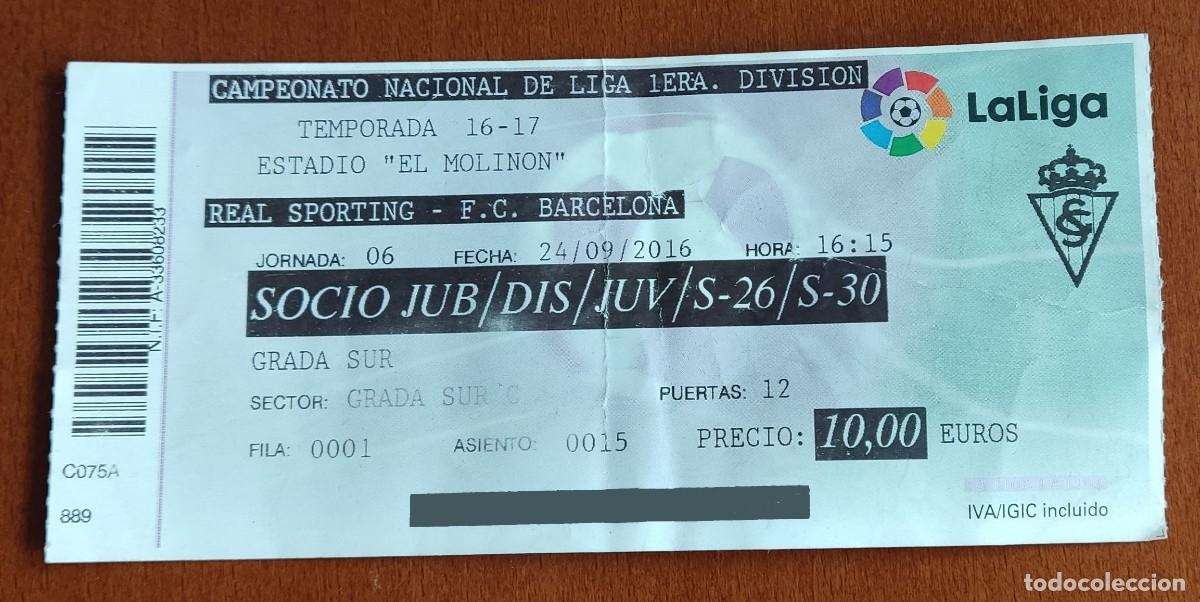 CAMPEONATO NACIONAL DE LIGA 1ERA. DIVISION
LaLiga
TEMPORADA 16-17
ESTADIO "EL MOLINON"
REAL SPORTING - F.C. BARCELONA
JORNADA: 06 FECHA: 24/09/2016 HORA: 16:15
SOCIO JUB/DIS/JUV/S-26/S-30
GRADA SUR
SECTOR: GRADA SUR C PUERTAS: 12
FILA: 0001 ASIENTO: 0015 PRECIO: 10,00 EUROS
IVA/IGIC incluido
N.I.F: A-33608233
C075A
889
todocoleccion